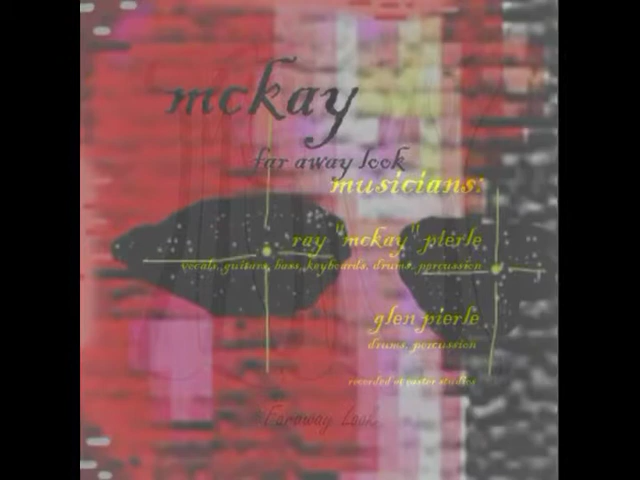 mckay
far away look
musicians:
ray "mckay" pierle
vocals, guitars, bass, keyboards, drums, percussion
glen pierle
drums, percussion
recorded at castor studios
Faraway Look